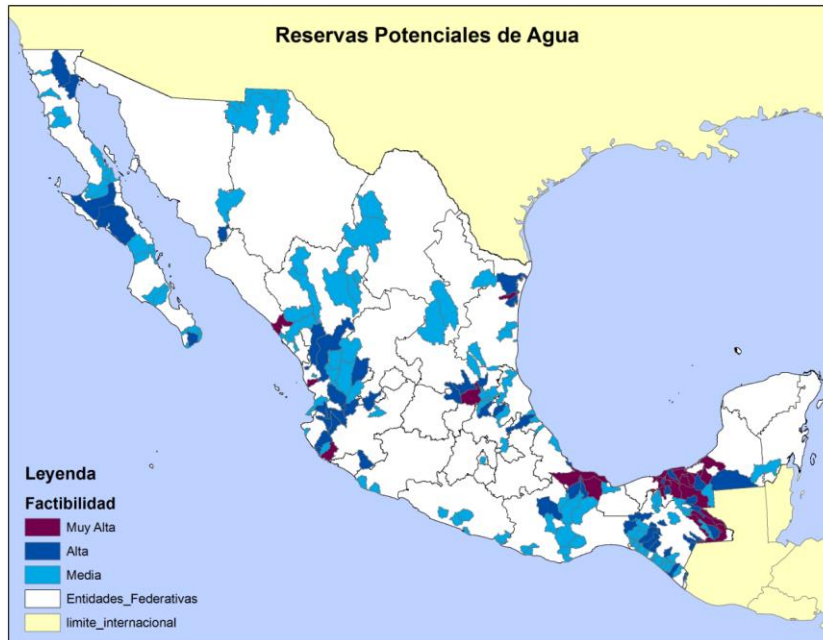 Reservas Potenciales de Agua
Leyenda
Factibilidad
Muy Alta
Alta
Media
Entidades_Federativas
limite_internacional